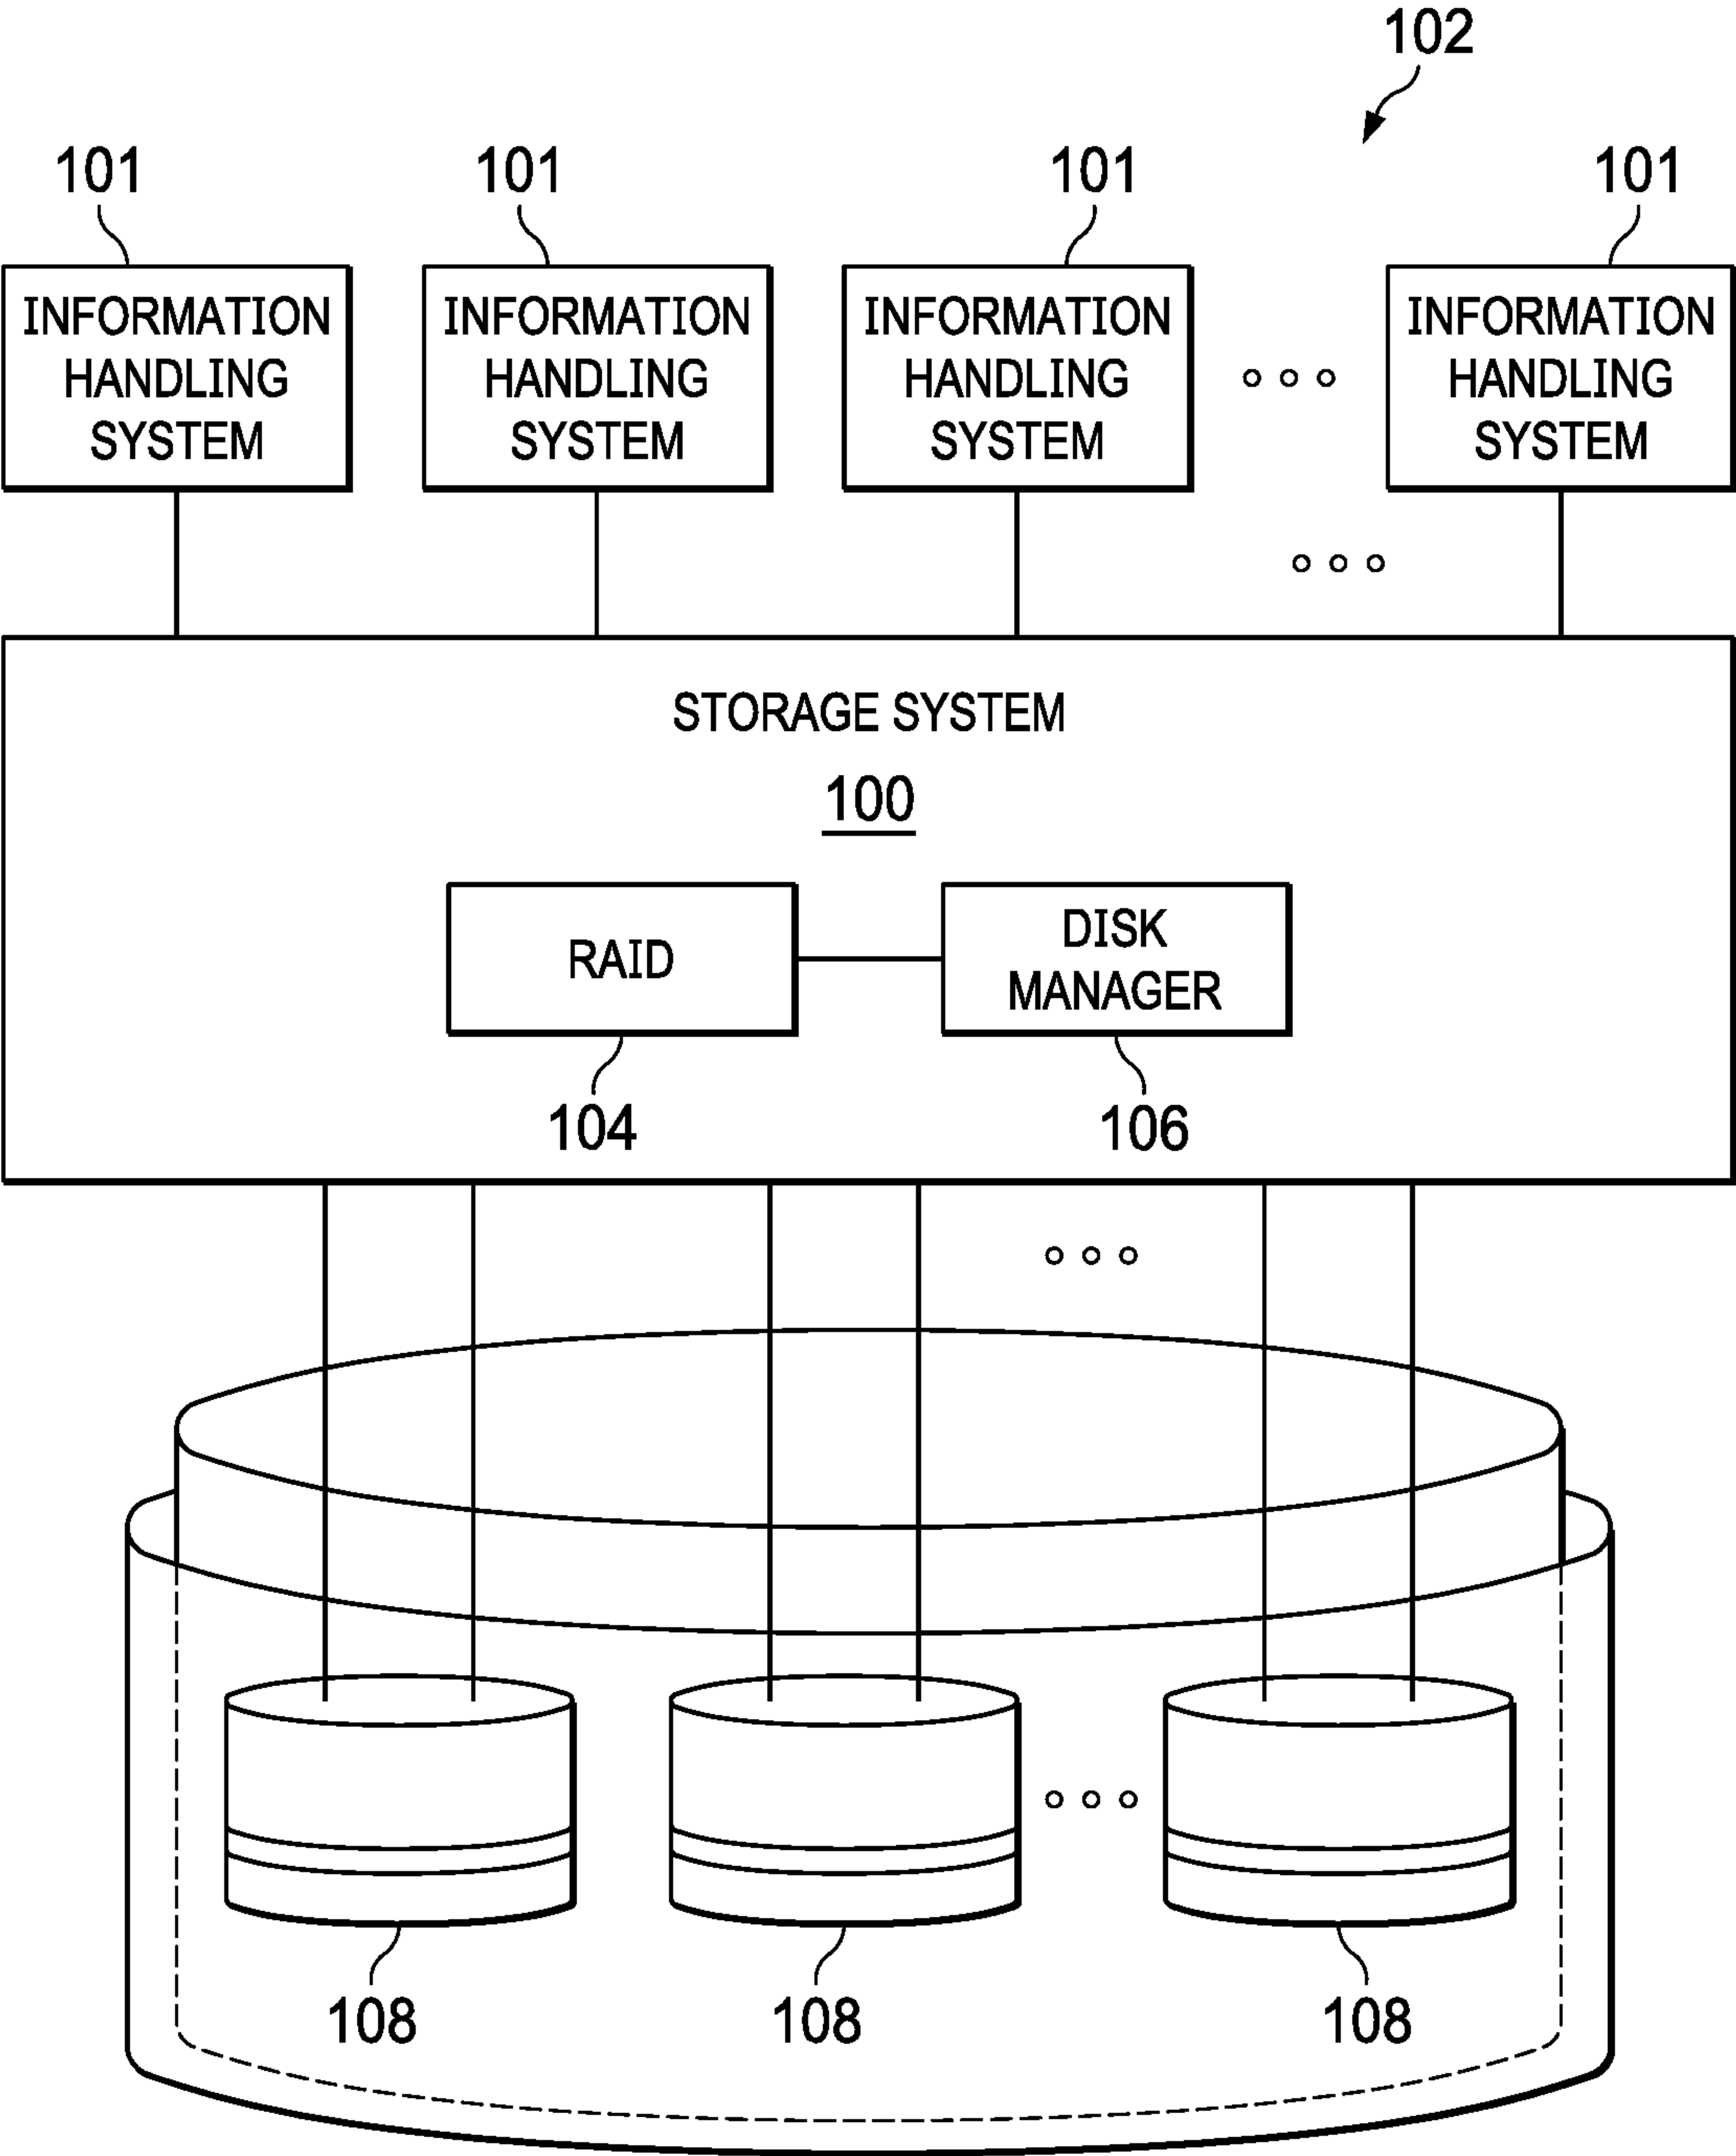 102
101 101 101 101
INFORMATION
HANDLING
SYSTEM
INFORMATION
HANDLING
SYSTEM
INFORMATION
HANDLING
SYSTEM
INFORMATION
HANDLING
SYSTEM
STORAGE SYSTEM
100
RAID
DISK
MANAGER
104 106
108 108 108